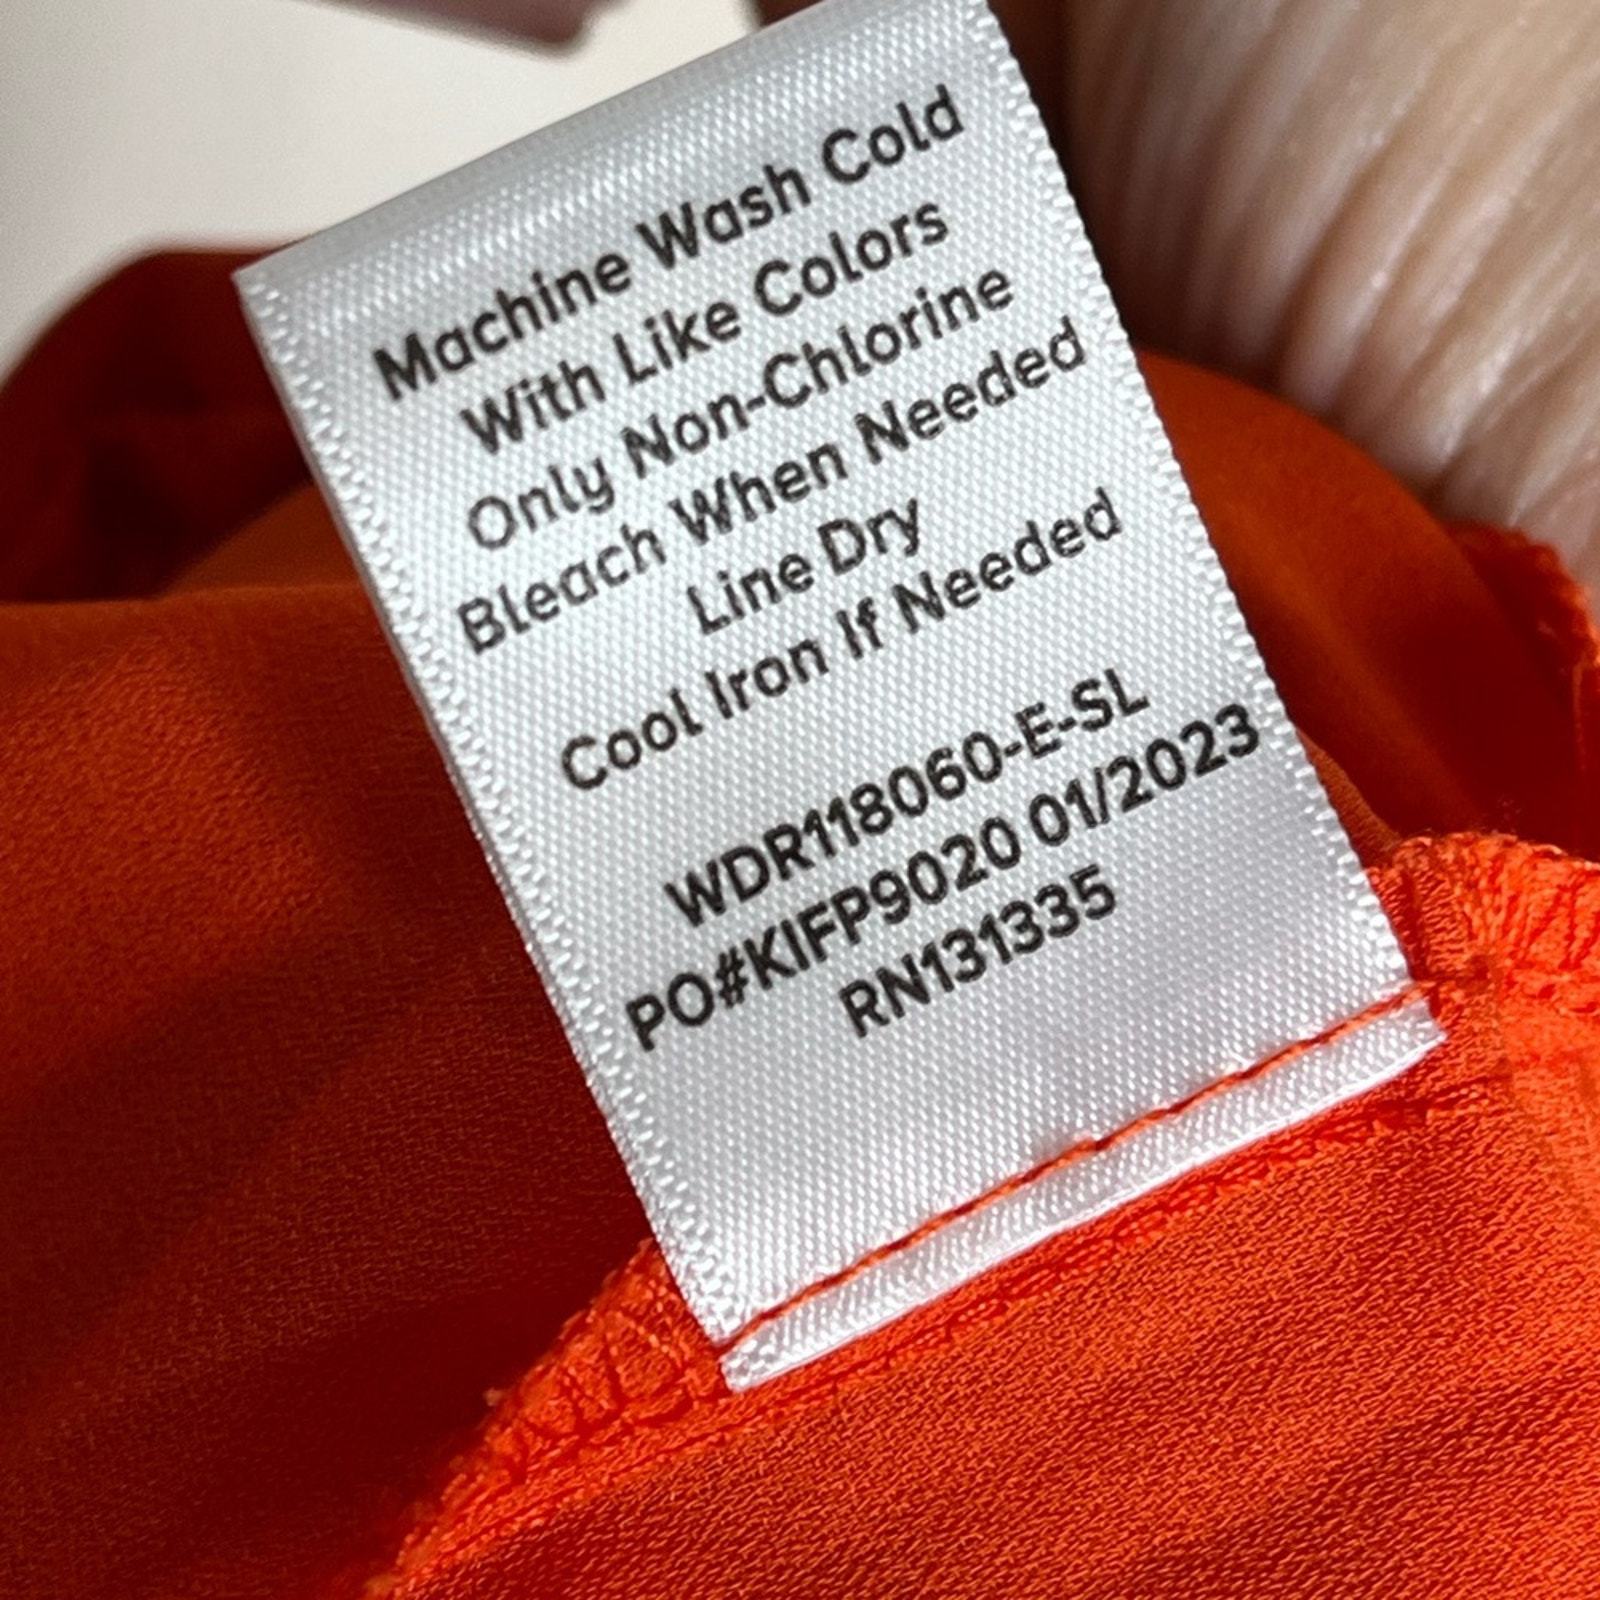 Machine Wash Cold
With Like Colors
Only Non-Chlorine
Bleach When Needed
Line Dry
Cool Iron If Needed
WDR118060-E-SL
PO#KIFP9020 01/2023
RN131335